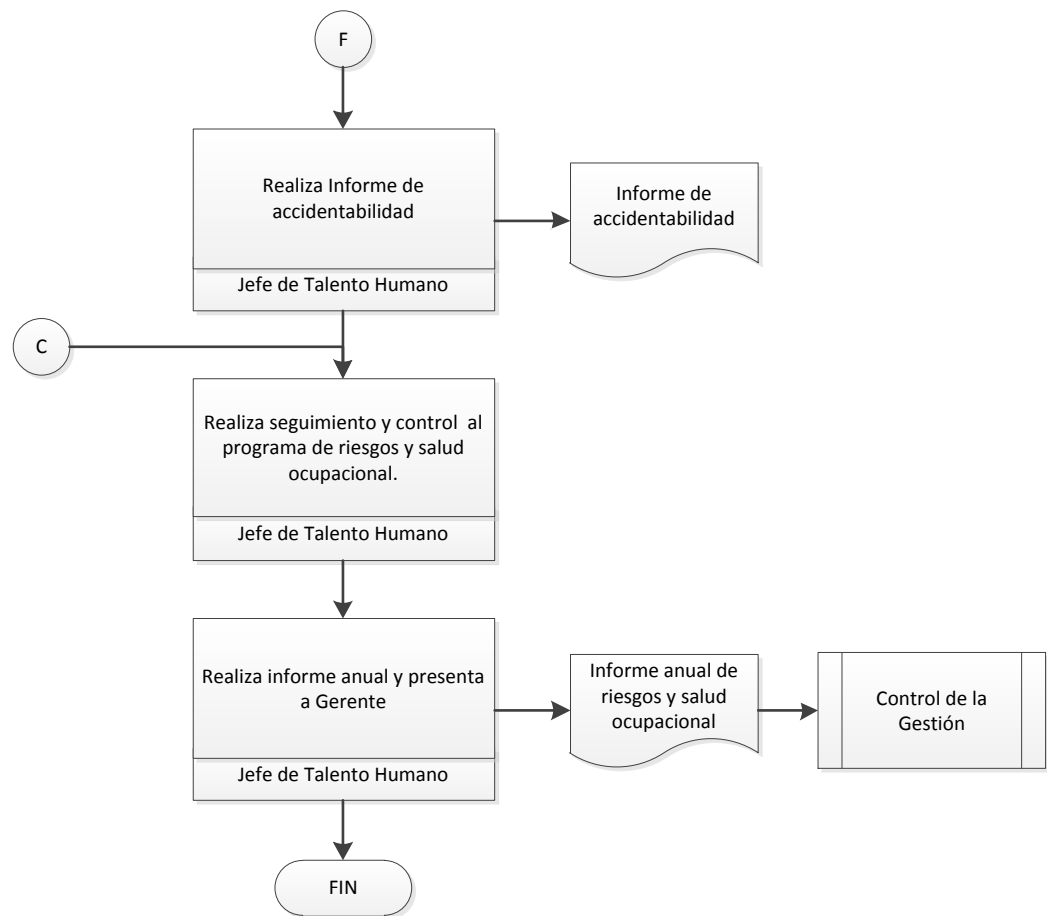 F
Realiza Informe de
accidentabilidad
Jefe de Talento Humano
Informe de
accidentabilidad
C
Realiza seguimiento y control al
programa de riesgos y salud
ocupacional.
Jefe de Talento Humano
Realiza informe anual y presenta
a Gerente
Jefe de Talento Humano
Informe anual de
riesgos y salud
ocupacional
Control de la
Gestión
FIN